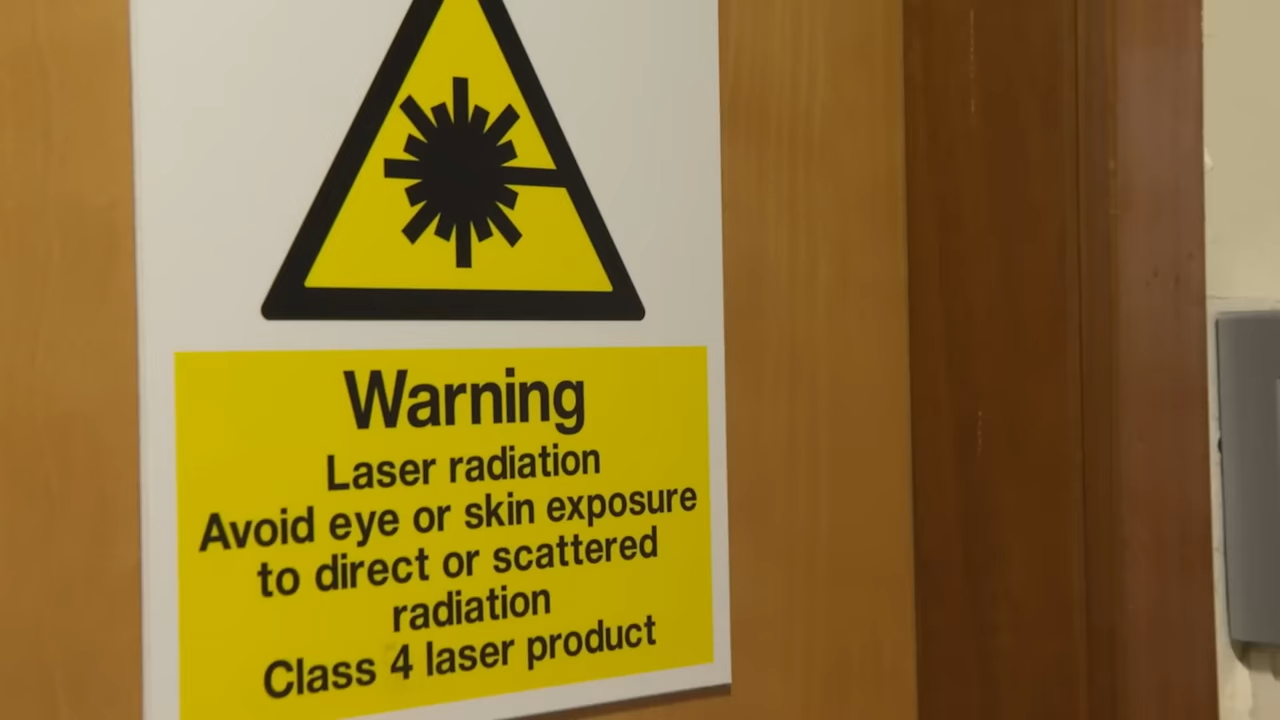 Warning
Laser radiation
Avoid eye or skin exposure
to direct or scattered
radiation
Class 4 laser product